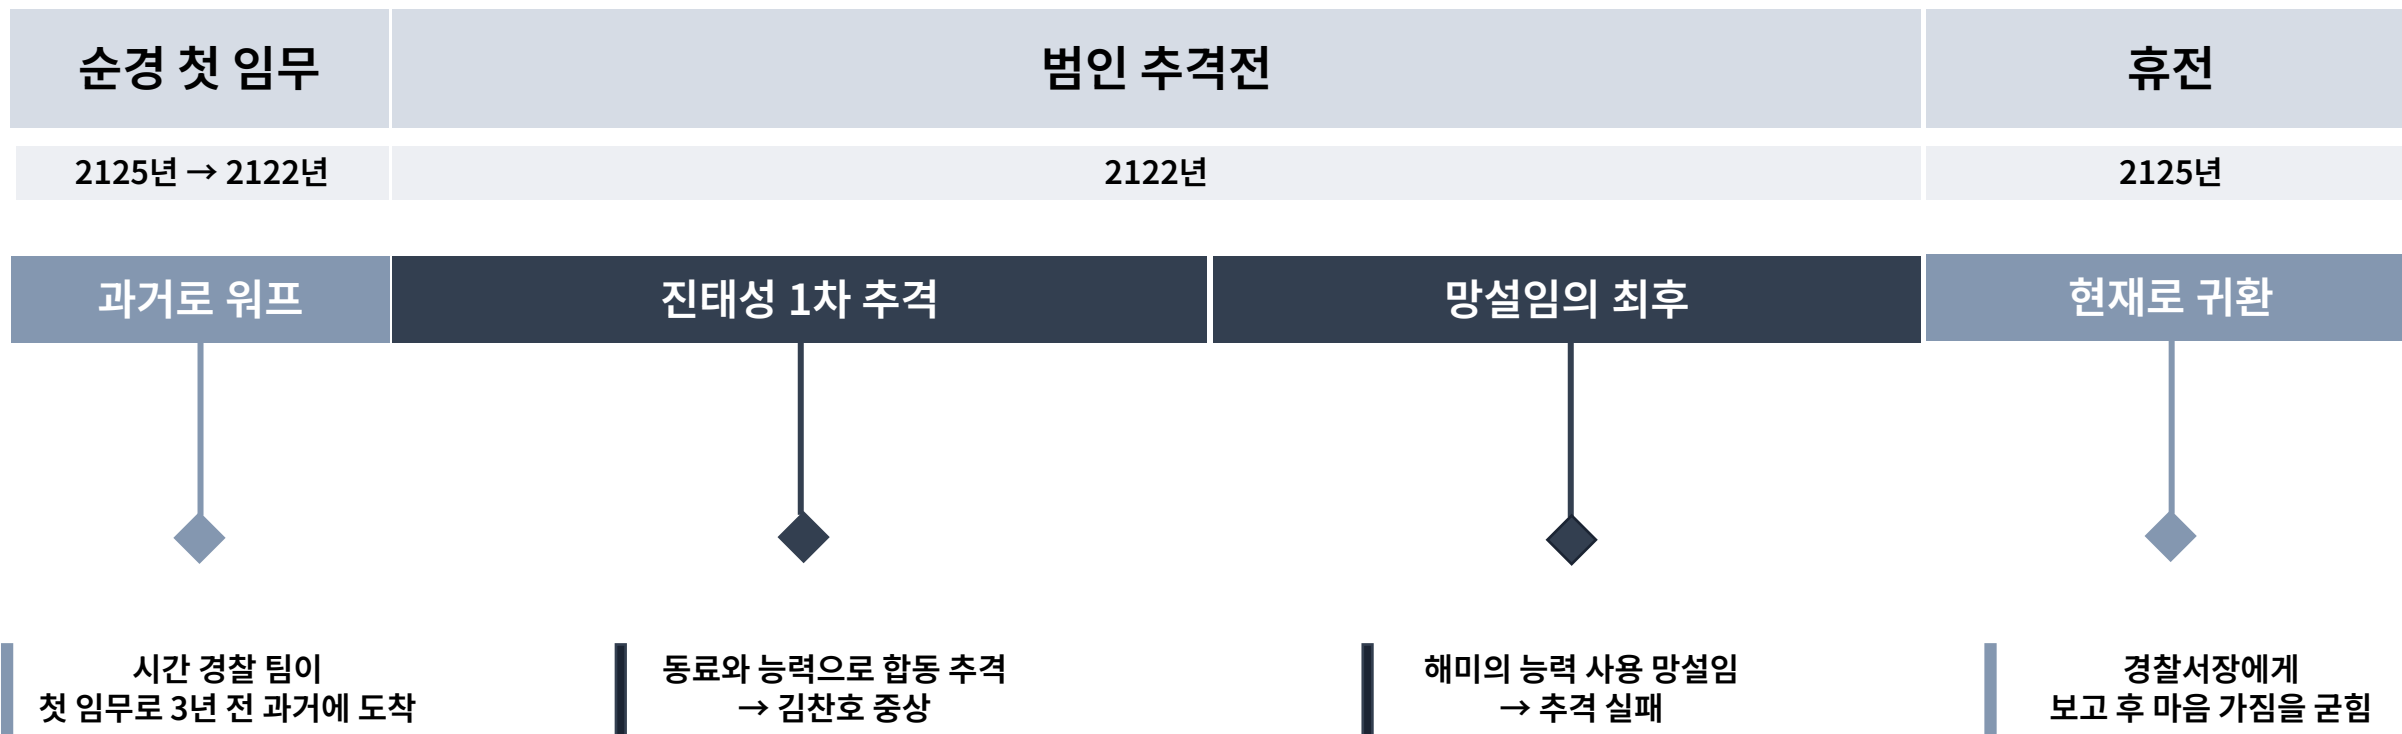 순경 첫 임무
범인 추격전
휴전
2125년 → 2122년
2122년
2125년
과거로 워프
진태성 1차 추격
망설임의 최후
현재로 귀환
시간 경찰 팀이
첫 임무로 3년 전 과거에 도착
동료와 능력으로 합동 추격
→ 김찬호 중상
해미의 능력 사용 망설임
→ 추격 실패
경찰서장에게
보고 후 마음 가짐을 굳힘